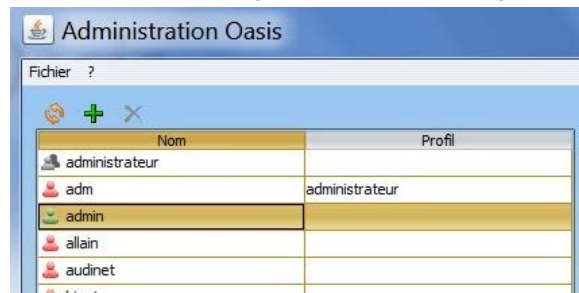 Administration Oasis
Fichier ?
Nom Profil
administrateur
adm administrateur
admin
allain
audinet